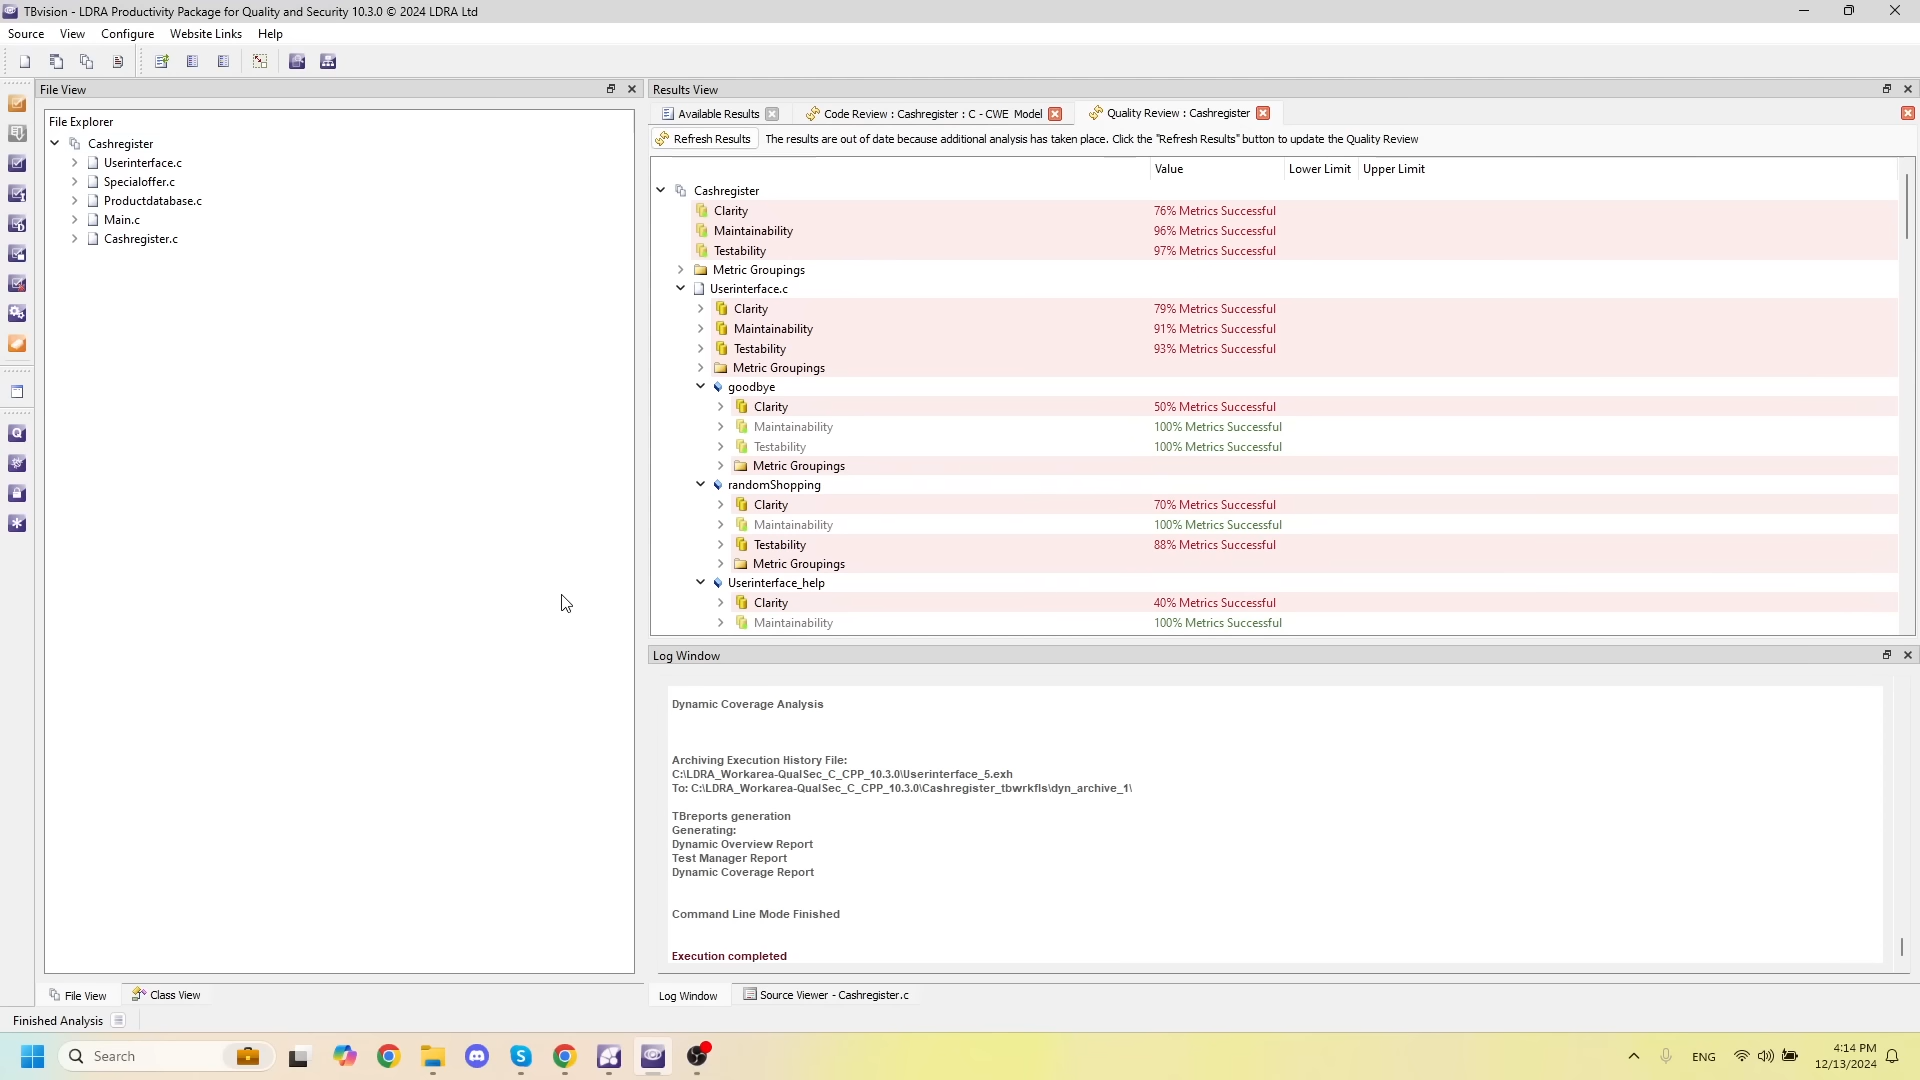 TBvision - LDRA Productivity Package for Quality and Security 10.3.0 © 2024 LDRA Ltd
Source View Configure Website Links Help
File View
File Explorer
Cashregister
Userinterface.c
Specialoffer.c
Productdatabase.c
Main.c
Cashregister.c
Results View
Available Results Code Review : Cashregister : C - CWE Model Quality Review : Cashregister
Refresh Results The results are out of date because additional analysis has taken place. Click the "Refresh Results" button to update the Quality Review
Value Lower Limit Upper Limit
Cashregister
Clarity 76% Metrics Successful
Maintainability 96% Metrics Successful
Testability 97% Metrics Successful
Metric Groupings
Userinterface.c
Clarity 79% Metrics Successful
Maintainability 91% Metrics Successful
Testability 93% Metrics Successful
Metric Groupings
goodbye
Clarity 50% Metrics Successful
Maintainability 100% Metrics Successful
Testability 100% Metrics Successful
Metric Groupings
randomShopping
Clarity 70% Metrics Successful
Maintainability 100% Metrics Successful
Testability 88% Metrics Successful
Metric Groupings
Userinterface_help
Clarity 40% Metrics Successful
Maintainability 100% Metrics Successful
Log Window
Dynamic Coverage Analysis
Archiving Execution History File:
C:\LDRA_Workarea-QualSec_C_CPP_10.3.0\Userinterface_5.exh
To: C:\LDRA_Workarea-QualSec_C_CPP_10.3.0\Cashregister_tbwrkfls\dyn_archive_1\
TBreports generation
Generating:
Dynamic Overview Report
Test Manager Report
Dynamic Coverage Report
Command Line Mode Finished
Execution completed
File View Class View
Log Window Source Viewer - Cashregister.c
Finished Analysis
Search
ENG
4:14 PM
12/13/2024